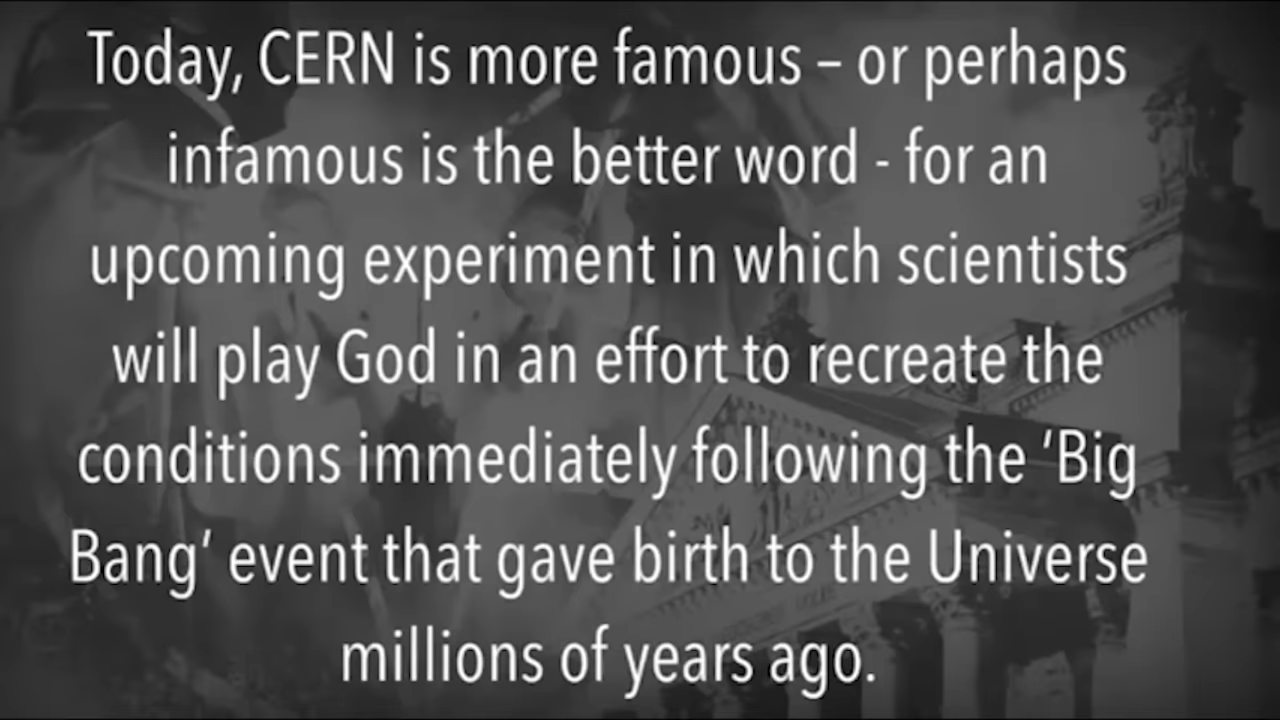 Today, CERN is more famous – or perhaps
infamous is the better word - for an
upcoming experiment in which scientists
will play God in an effort to recreate the
conditions immediately following the ‘Big
Bang’ event that gave birth to the Universe
millions of years ago.